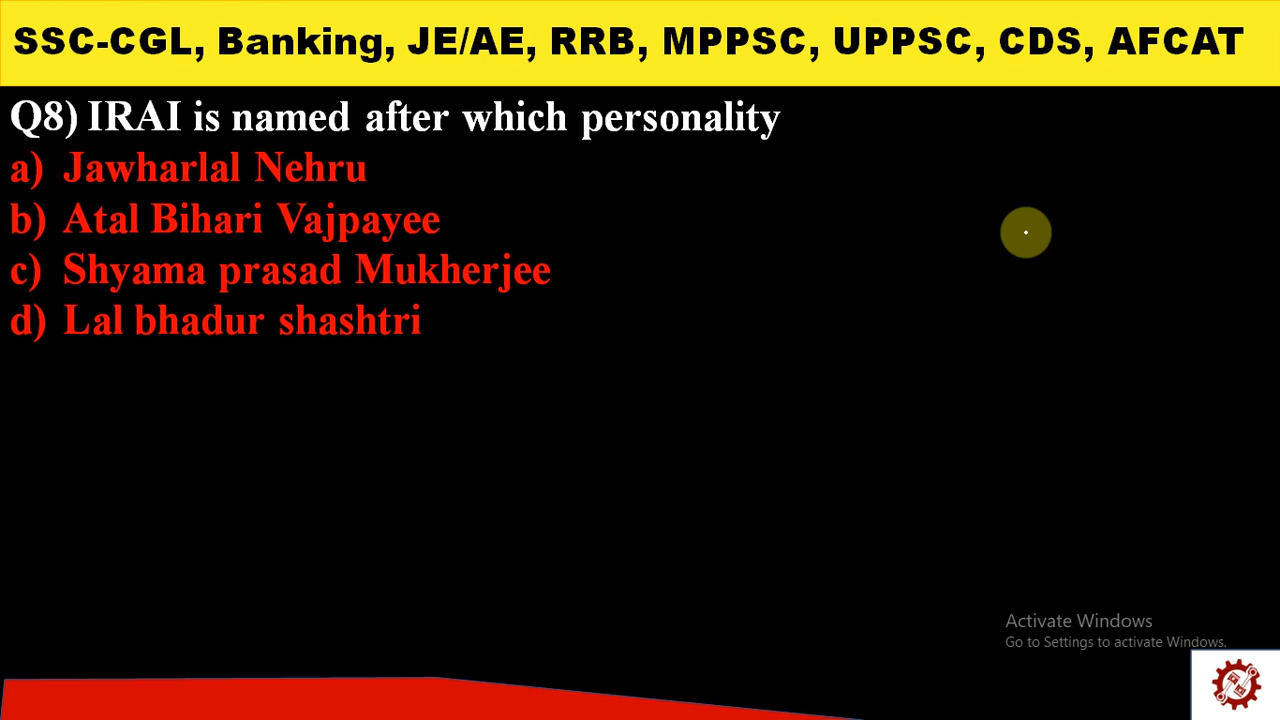 SSC-CGL, Banking, JE/AE, RRB, MPPSC, UPPSC, CDS, AFCAT
Q8) IRAI is named after which personality
a) Jawharlal Nehru
b) Atal Bihari Vajpayee
c) Shyama prasad Mukherjee
d) Lal bhadur shashtri
Activate Windows
Go to Settings to activate Windows.